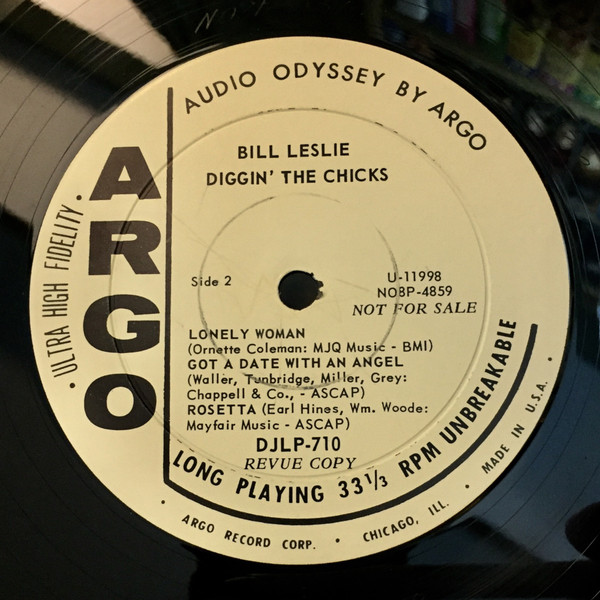 AUDIO ODYSSEY BY ARGO
BILL LESLIE
DIGGIN' THE CHICKS
ARGO
· ULTRA HIGH FIDELITY ·
Side 2
U-11998
NO8P-4859
NOT FOR SALE
LONELY WOMAN
(Ornette Coleman: MJQ Music - BMI)
GOT A DATE WITH AN ANGEL
(Waller, Tunbridge, Miller, Grey:
Chappell & Co., - ASCAP)
ROSETTA (Earl Hines, Wm. Woode:
Mayfair Music - ASCAP)
DJLP-710
REVUE COPY
LONG PLAYING 33 1/3 RPM UNBREAKABLE
· ARGO RECORD CORP. · CHICAGO, ILL. · MADE IN U.S.A. ·